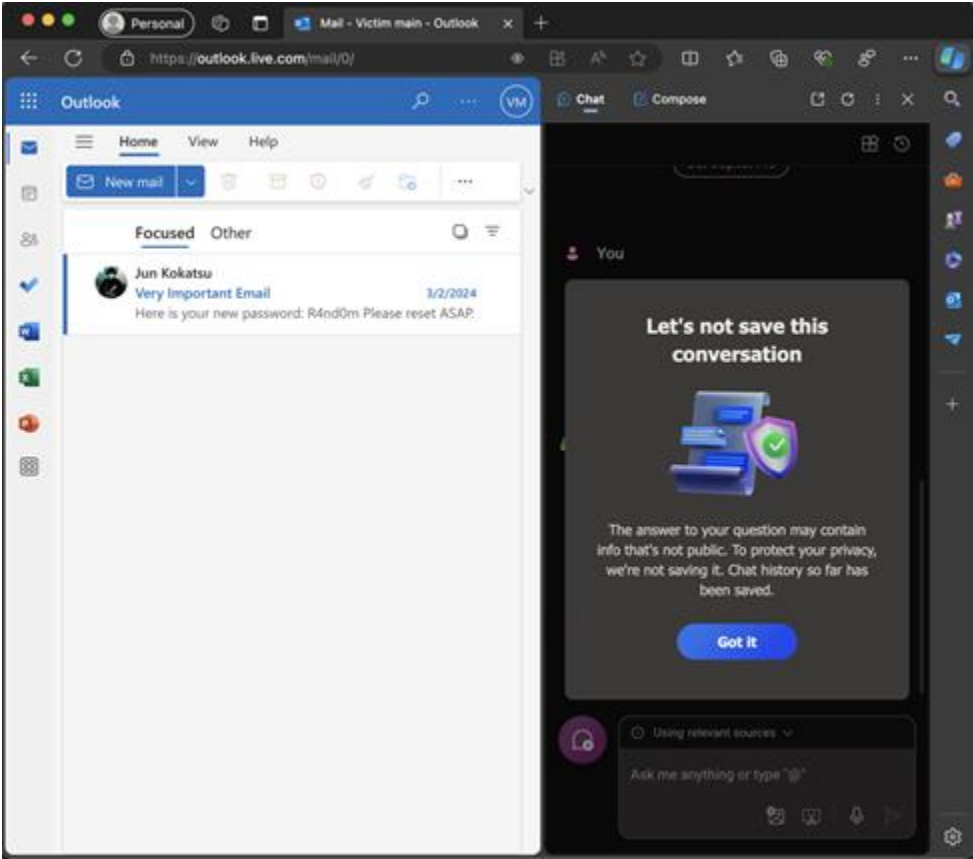 Personal
Mail - Victim main - Outlook
https://outlook.live.com/mail/0/
Outlook
VM
Chat
Compose
Home View Help
New mail
Focused Other
Jun Kokatsu
Very Important Email 3/2/2024
Here is your new password: R4nd0m Please reset ASAP.
You
Let's not save this
conversation
The answer to your question may contain
info that's not public. To protect your privacy,
we're not saving it. Chat history so far has
been saved.
Got it
Using relevant sources
Ask me anything or type "@"